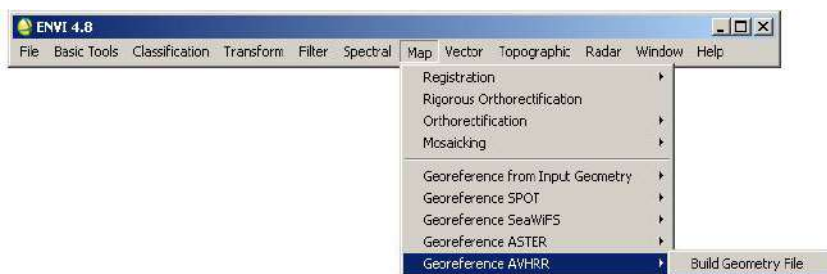 ENVI 4.8
File Basic Tools Classification Transform Filter Spectral Map Vector Topographic Radar Window Help
Registration
Rigorous Orthorectification
Orthorectification
Mosaicking
Georeference from Input Geometry
Georeference SPOT
Georeference SeaWiFS
Georeference ASTER
Georeference AVHRR
Build Geometry File